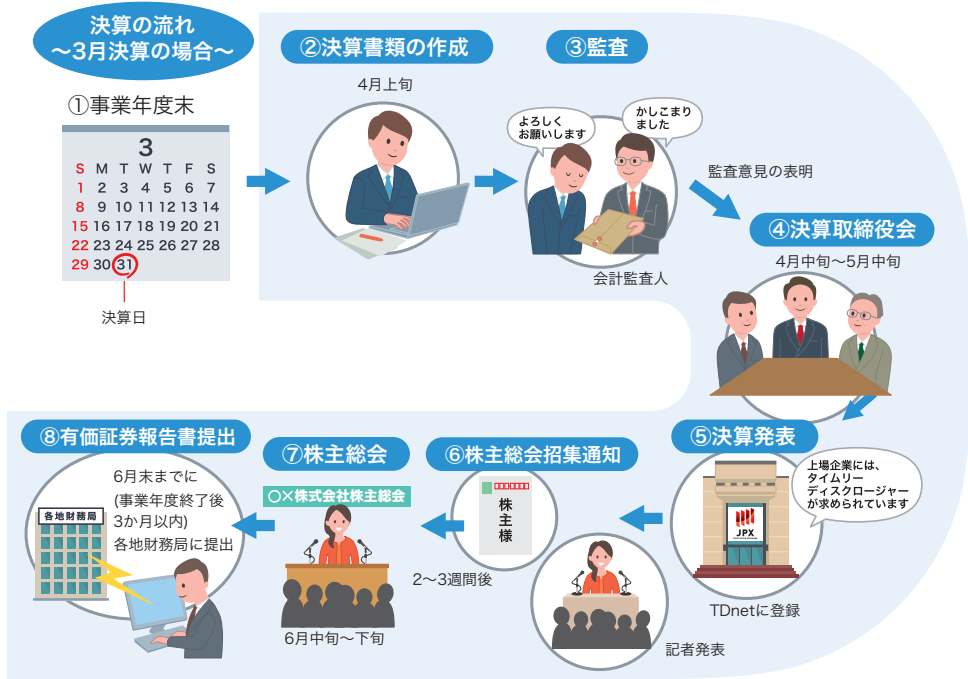 決算の流れ
〜3月決算の場合〜
①事業年度末
3
S M T W T F S
1 2 3 4 5 6 7
8 9 10 11 12 13 14
15 16 17 18 19 20 21
22 23 24 25 26 27 28
29 30 31
決算日
②決算書類の作成
4月上旬
③監査
よろしく
お願いします
かしこまり
ました
会計監査人
監査意見の表明
④決算取締役会
4月中旬〜5月中旬
⑤決算発表
上場企業には、
タイムリー
ディスクロージャー
が求められています
JPX
TDnetに登録
記者発表
⑥株主総会招集通知
株主様
2〜3週間後
⑦株主総会
○×株式会社株主総会
6月中旬〜下旬
⑧有価証券報告書提出
6月末までに
(事業年度終了後
3か月以内)
各地財務局に提出
各地財務局